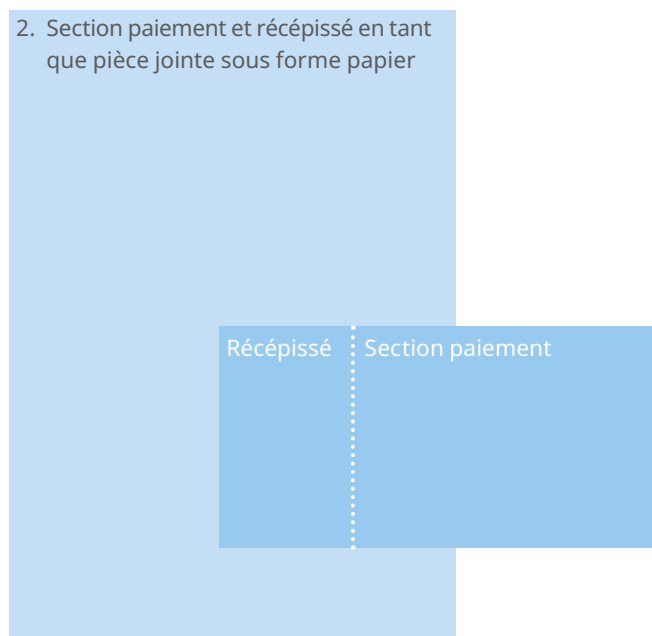 2. Section paiement et récépissé en tant
que pièce jointe sous forme papier
Récépissé
Section paiement